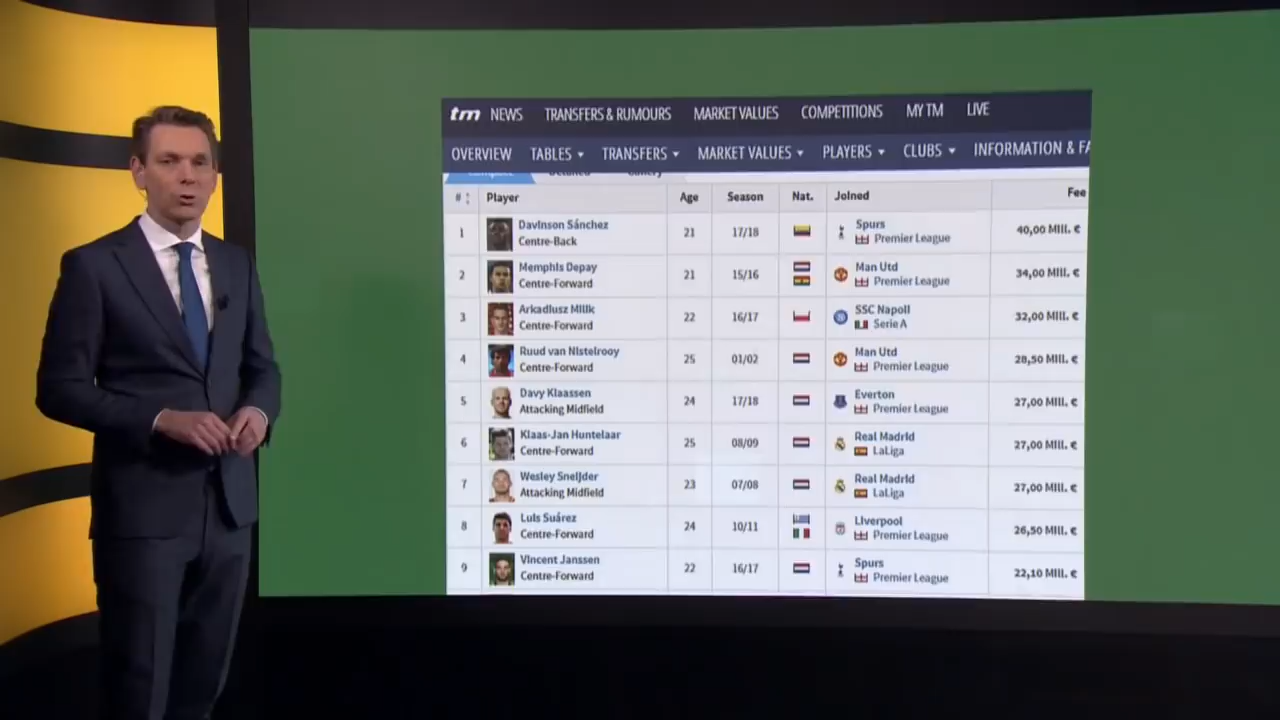 tm NEWS TRANSFERS & RUMOURS MARKET VALUES COMPETITIONS MY TM LIVE
OVERVIEW TABLES TRANSFERS MARKET VALUES PLAYERS CLUBS INFORMATION & FA
Compact Detailed Gallery
# Player Age Season Nat. Joined Fee
1 Davinson Sánchez 21 17/18 Spurs 40,00 Mill. €
Centre-Back Premier League
2 Memphis Depay 21 15/16 Man Utd 34,00 Mill. €
Centre-Forward Premier League
3 Arkadiusz Milik 22 16/17 SSC Napoli 32,00 Mill. €
Centre-Forward Serie A
4 Ruud van Nistelrooy 25 01/02 Man Utd 28,50 Mill. €
Centre-Forward Premier League
5 Davy Klaassen 24 17/18 Everton 27,00 Mill. €
Attacking Midfield Premier League
6 Klaas-Jan Huntelaar 25 08/09 Real Madrid 27,00 Mill. €
Centre-Forward LaLiga
7 Wesley Sneijder 23 07/08 Real Madrid 27,00 Mill. €
Attacking Midfield LaLiga
8 Luis Suárez 24 10/11 Liverpool 26,50 Mill. €
Centre-Forward Premier League
9 Vincent Janssen 22 16/17 Spurs 22,10 Mill. €
Centre-Forward Premier League